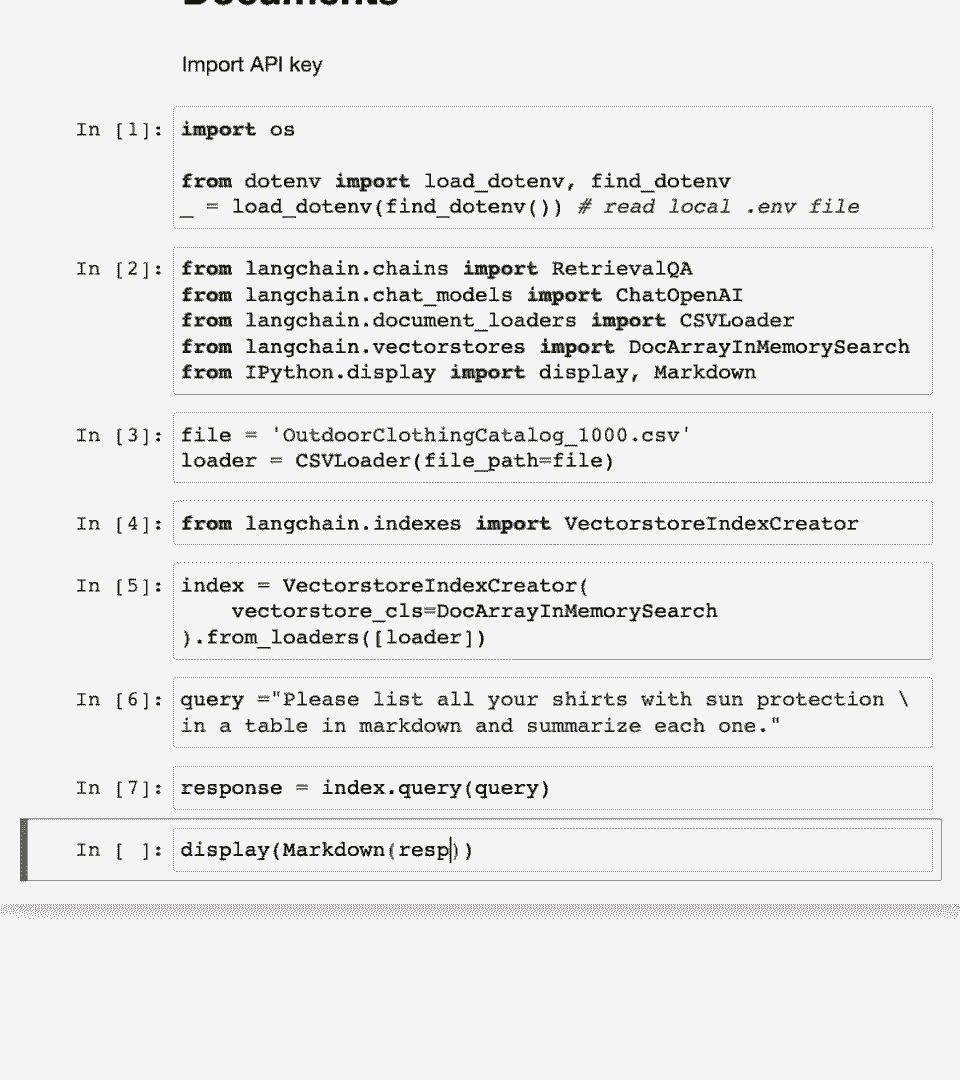 Documents
Import API key
In [1]: import os
from dotenv import load_dotenv, find_dotenv
_ = load_dotenv(find_dotenv()) # read local .env file
In [2]: from langchain.chains import RetrievalQA
from langchain.chat_models import ChatOpenAI
from langchain.document_loaders import CSVLoader
from langchain.vectorstores import DocArrayInMemorySearch
from IPython.display import display, Markdown
In [3]: file = 'OutdoorClothingCatalog_1000.csv'
loader = CSVLoader(file_path=file)
In [4]: from langchain.indexes import VectorstoreIndexCreator
In [5]: index = VectorstoreIndexCreator(
    vectorstore_cls=DocArrayInMemorySearch
).from_loaders([loader])
In [6]: query ="Please list all your shirts with sun protection \
in a table in markdown and summarize each one."
In [7]: response = index.query(query)
In [ ]: display(Markdown(resp))